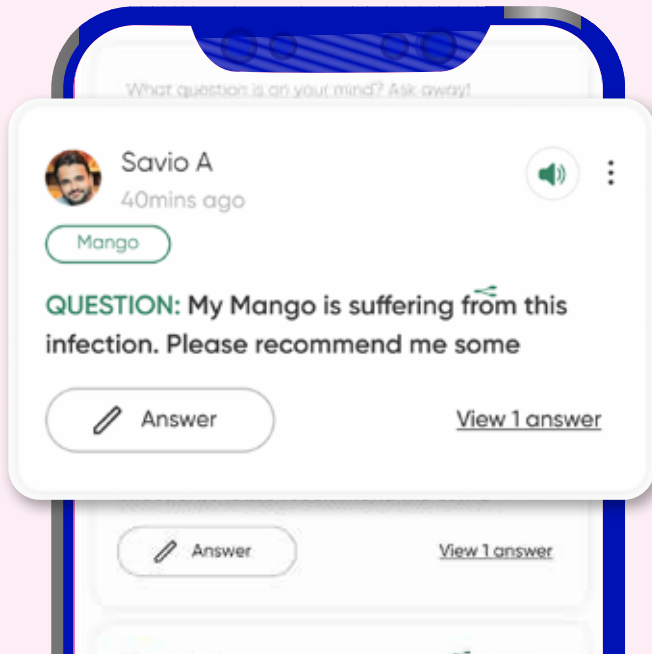 What question is on your mind? Ask away!
Savio A
40mins ago
Mango
QUESTION: My Mango is suffering from this
infection. Please recommend me some
Answer
View 1 answer
Answer
View 1 answer